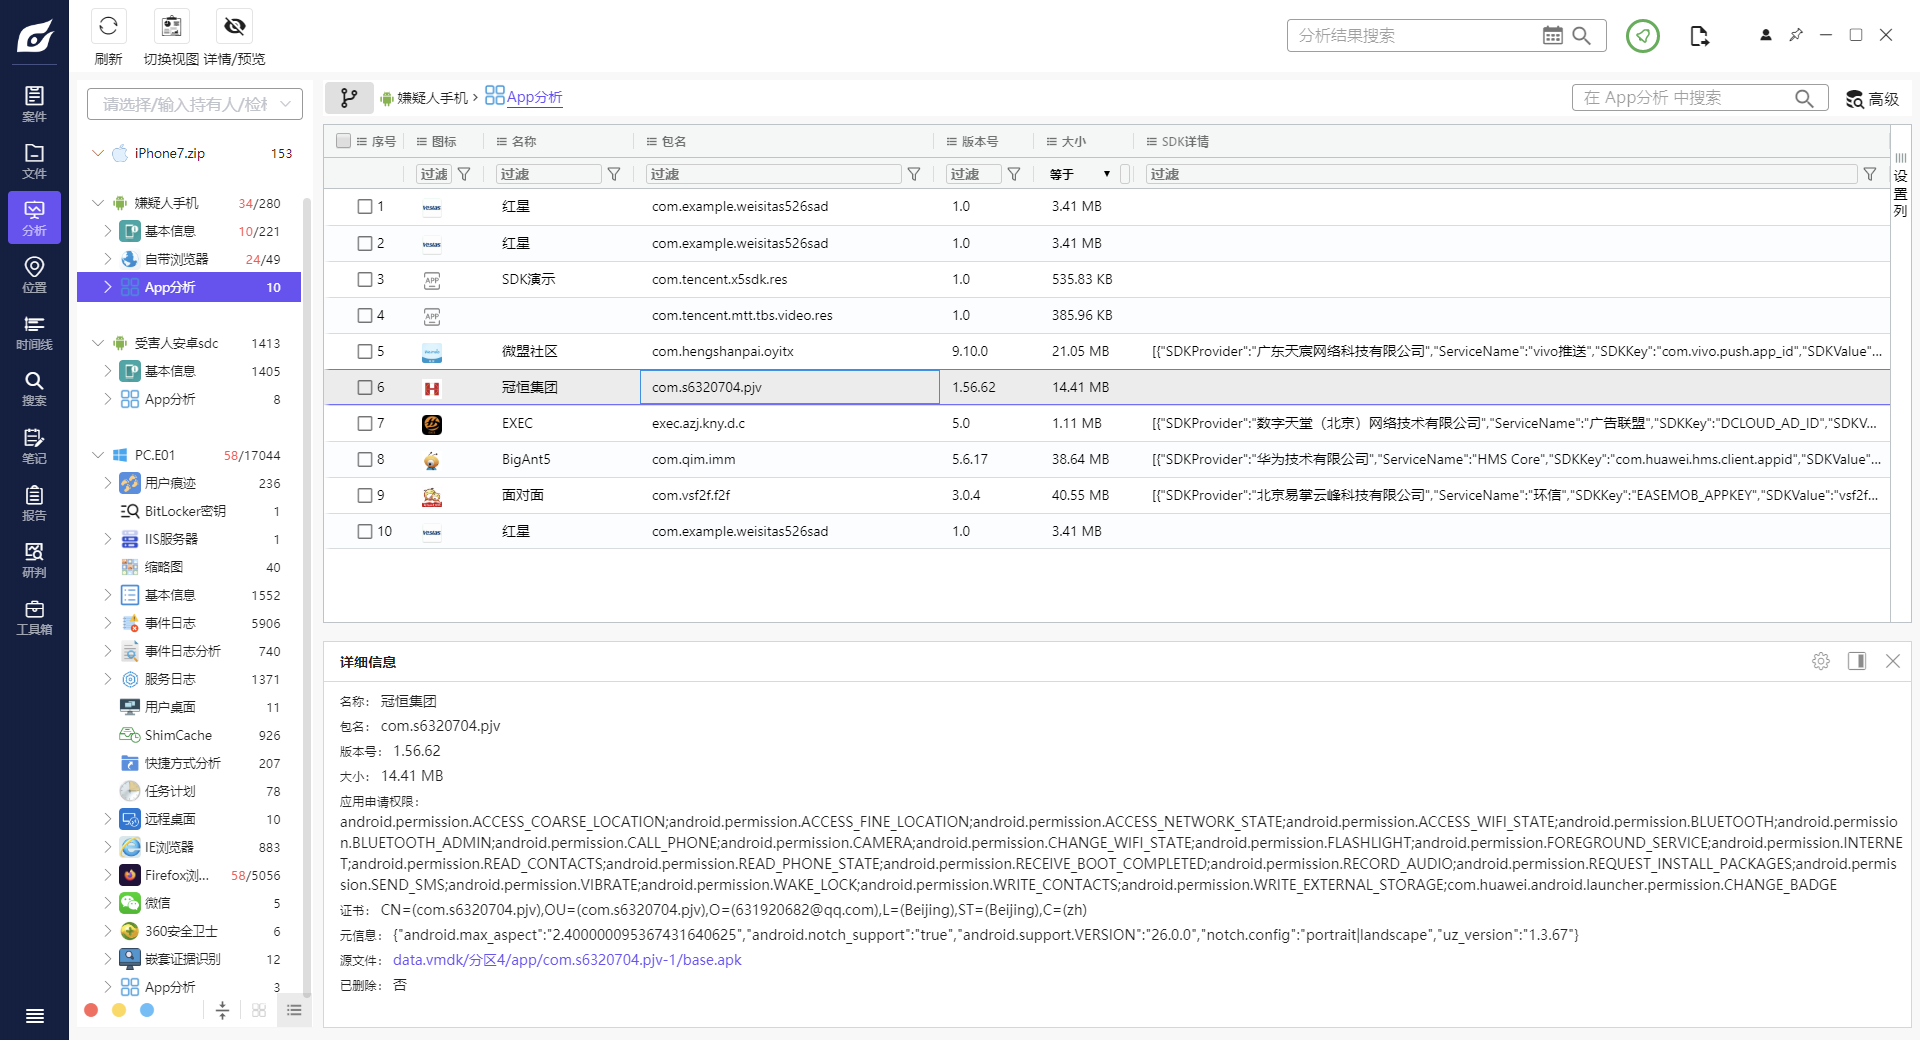 刷新
切换视图
详情/预览
分析结果搜索
案件
文件
分析
位置
时间线
搜索
笔记
报告
研判
工具箱
请选择/输入持有人/检材
iPhone7.zip 153
嫌疑人手机 34/280
基本信息 10/221
自带浏览器 24/49
App分析 10
受害人安卓sdc 1413
基本信息 1405
App分析 8
PC.E01 58/17044
用户痕迹 236
BitLocker密钥 1
IIS服务器 1
缩略图 40
基本信息 1552
事件日志 5906
事件日志分析 740
服务日志 1371
用户桌面 11
ShimCache 926
快捷方式分析 207
任务计划 78
远程桌面 10
IE浏览器 883
Firefox浏... 58/5056
微信 5
360安全卫士 6
嵌套证据识别 12
App分析 3
嫌疑人手机 > App分析
在 App分析 中搜索
高级
序号 图标 名称 包名 版本号 大小 SDK详情
过滤 过滤 过滤 过滤 等于 过滤
设置列
1 红星 com.example.weisitas526sad 1.0 3.41 MB
2 红星 com.example.weisitas526sad 1.0 3.41 MB
3 APP SDK演示 com.tencent.x5sdk.res 1.0 535.83 KB
4 APP com.tencent.mtt.tbs.video.res 1.0 385.96 KB
5 微盟社区 com.hengshanpai.oyitx 9.10.0 21.05 MB [{"SDKProvider":"广东天宸网络科技有限公司","ServiceName":"vivo推送","SDKKey":"com.vivo.push.app_id","SDKValue"...
6 冠恒集团 com.s6320704.pjv 1.56.62 14.41 MB
7 EXEC exec.azj.kny.d.c 5.0 1.11 MB [{"SDKProvider":"数字天堂（北京）网络技术有限公司","ServiceName":"广告联盟","SDKKey":"DCLOUD_AD_ID","SDKV...
8 BigAnt5 com.qim.imm 5.6.17 38.64 MB [{"SDKProvider":"华为技术有限公司","ServiceName":"HMS Core","SDKKey":"com.huawei.hms.client.appid","SDKValue"...
9 面对面 com.vsf2f.f2f 3.0.4 40.55 MB [{"SDKProvider":"北京易掌云峰科技有限公司","ServiceName":"环信","SDKKey":"EASEMOB_APPKEY","SDKValue":"vsf2f...
10 红星 com.example.weisitas526sad 1.0 3.41 MB
详细信息
名称： 冠恒集团
包名： com.s6320704.pjv
版本号： 1.56.62
大小： 14.41 MB
应用申请权限：
android.permission.ACCESS_COARSE_LOCATION;android.permission.ACCESS_FINE_LOCATION;android.permission.ACCESS_NETWORK_STATE;android.permission.ACCESS_WIFI_STATE;android.permission.BLUETOOTH;android.permissio
n.BLUETOOTH_ADMIN;android.permission.CALL_PHONE;android.permission.CAMERA;android.permission.CHANGE_WIFI_STATE;android.permission.FLASHLIGHT;android.permission.FOREGROUND_SERVICE;android.permission.INTERNE
T;android.permission.READ_CONTACTS;android.permission.READ_PHONE_STATE;android.permission.RECEIVE_BOOT_COMPLETED;android.permission.RECORD_AUDIO;android.permission.REQUEST_INSTALL_PACKAGES;android.permis
sion.SEND_SMS;android.permission.VIBRATE;android.permission.WAKE_LOCK;android.permission.WRITE_CONTACTS;android.permission.WRITE_EXTERNAL_STORAGE;com.huawei.android.launcher.permission.CHANGE_BADGE
证书： CN=(com.s6320704.pjv),OU=(com.s6320704.pjv),O=(631920682@qq.com),L=(Beijing),ST=(Beijing),C=(zh)
元信息： {"android.max_aspect":"2.400000095367431640625","android.notch_support":"true","android.support.VERSION":"26.0.0","notch.config":"portrait|landscape","uz_version":"1.3.67"}
源文件： data.vmdk/分区4/app/com.s6320704.pjv-1/base.apk
已删除： 否